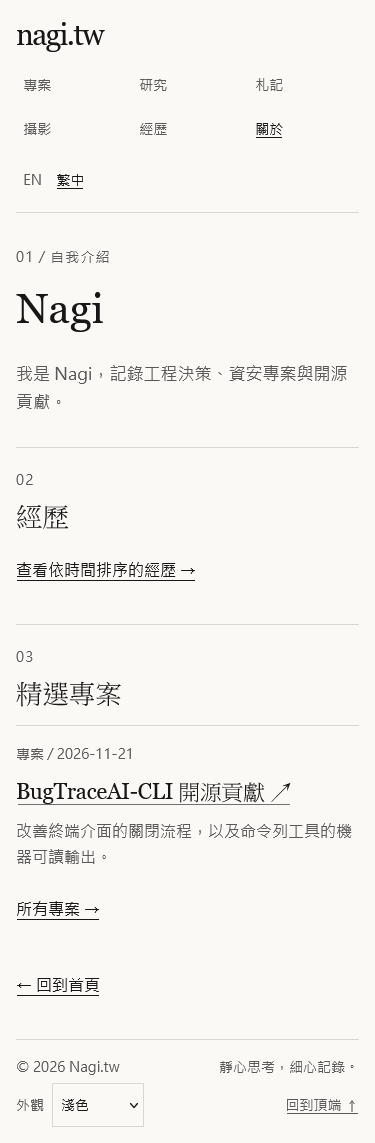 nagi.tw
專案 研究 札記
攝影 經歷 關於
EN 繁中
01 / 自我介紹
Nagi
我是 Nagi，記錄工程決策、資安專案與開源
貢獻。
02
經歷
查看依時間排序的經歷 →
03
精選專案
專案 / 2026-11-21
BugTraceAI-CLI 開源貢獻 ↗
改善終端介面的關閉流程，以及命令列工具的機
器可讀輸出。
所有專案 →
← 回到首頁
© 2026 Nagi.tw 靜心思考，細心記錄。
外觀 淺色 回到頂端 ↑